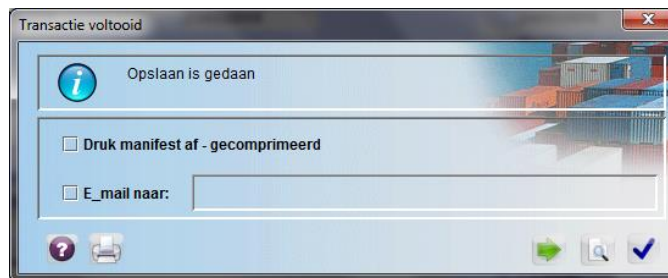 Transactie voltooid
Opslaan is gedaan
Druk manifest af - gecomprimeerd
E_mail naar: